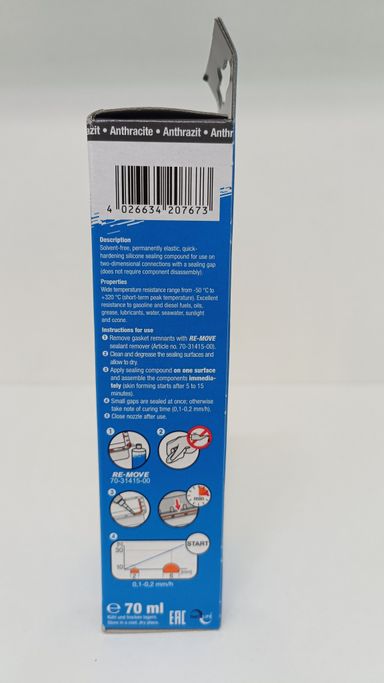 azit • Anthracite • Anthrazit • Anthr
4 026634 207673
Description
Solvent-free, permanently elastic, quick-
hardening silicone sealing compound for use on
two-dimensional connections with a sealing gap
(does not require component disassembly).
Properties
Wide temperature resistance range from -50 °C to
+320 °C (short-term peak temperature). Excellent
resistance to gasoline and diesel fuels, oils,
grease, lubricants, water, seawater, sunlight
and ozone.
Instructions for use
1 Remove gasket remnants with RE-MOVE
sealant remover (Article no. 70-31415-00).
2 Clean and degrease the sealing surfaces and
allow to dry.
3 Apply sealing compound on one surface
and assemble the components immedia-
tely (skin forming starts after 5 to 15
minutes).
4 Small gaps are sealed at once; otherwise
take note of curing time (0,1-0,2 mm/h).
5 Close nozzle after use.
1 2
RE-MOVE
70-31415-00
3 min
4 START
[h]
30
10
2 6 [mm]
0,1-0,2 mm/h
℮ 70 ml EAC
Kühl und trocken lagern.
Store in a cool, dry place.